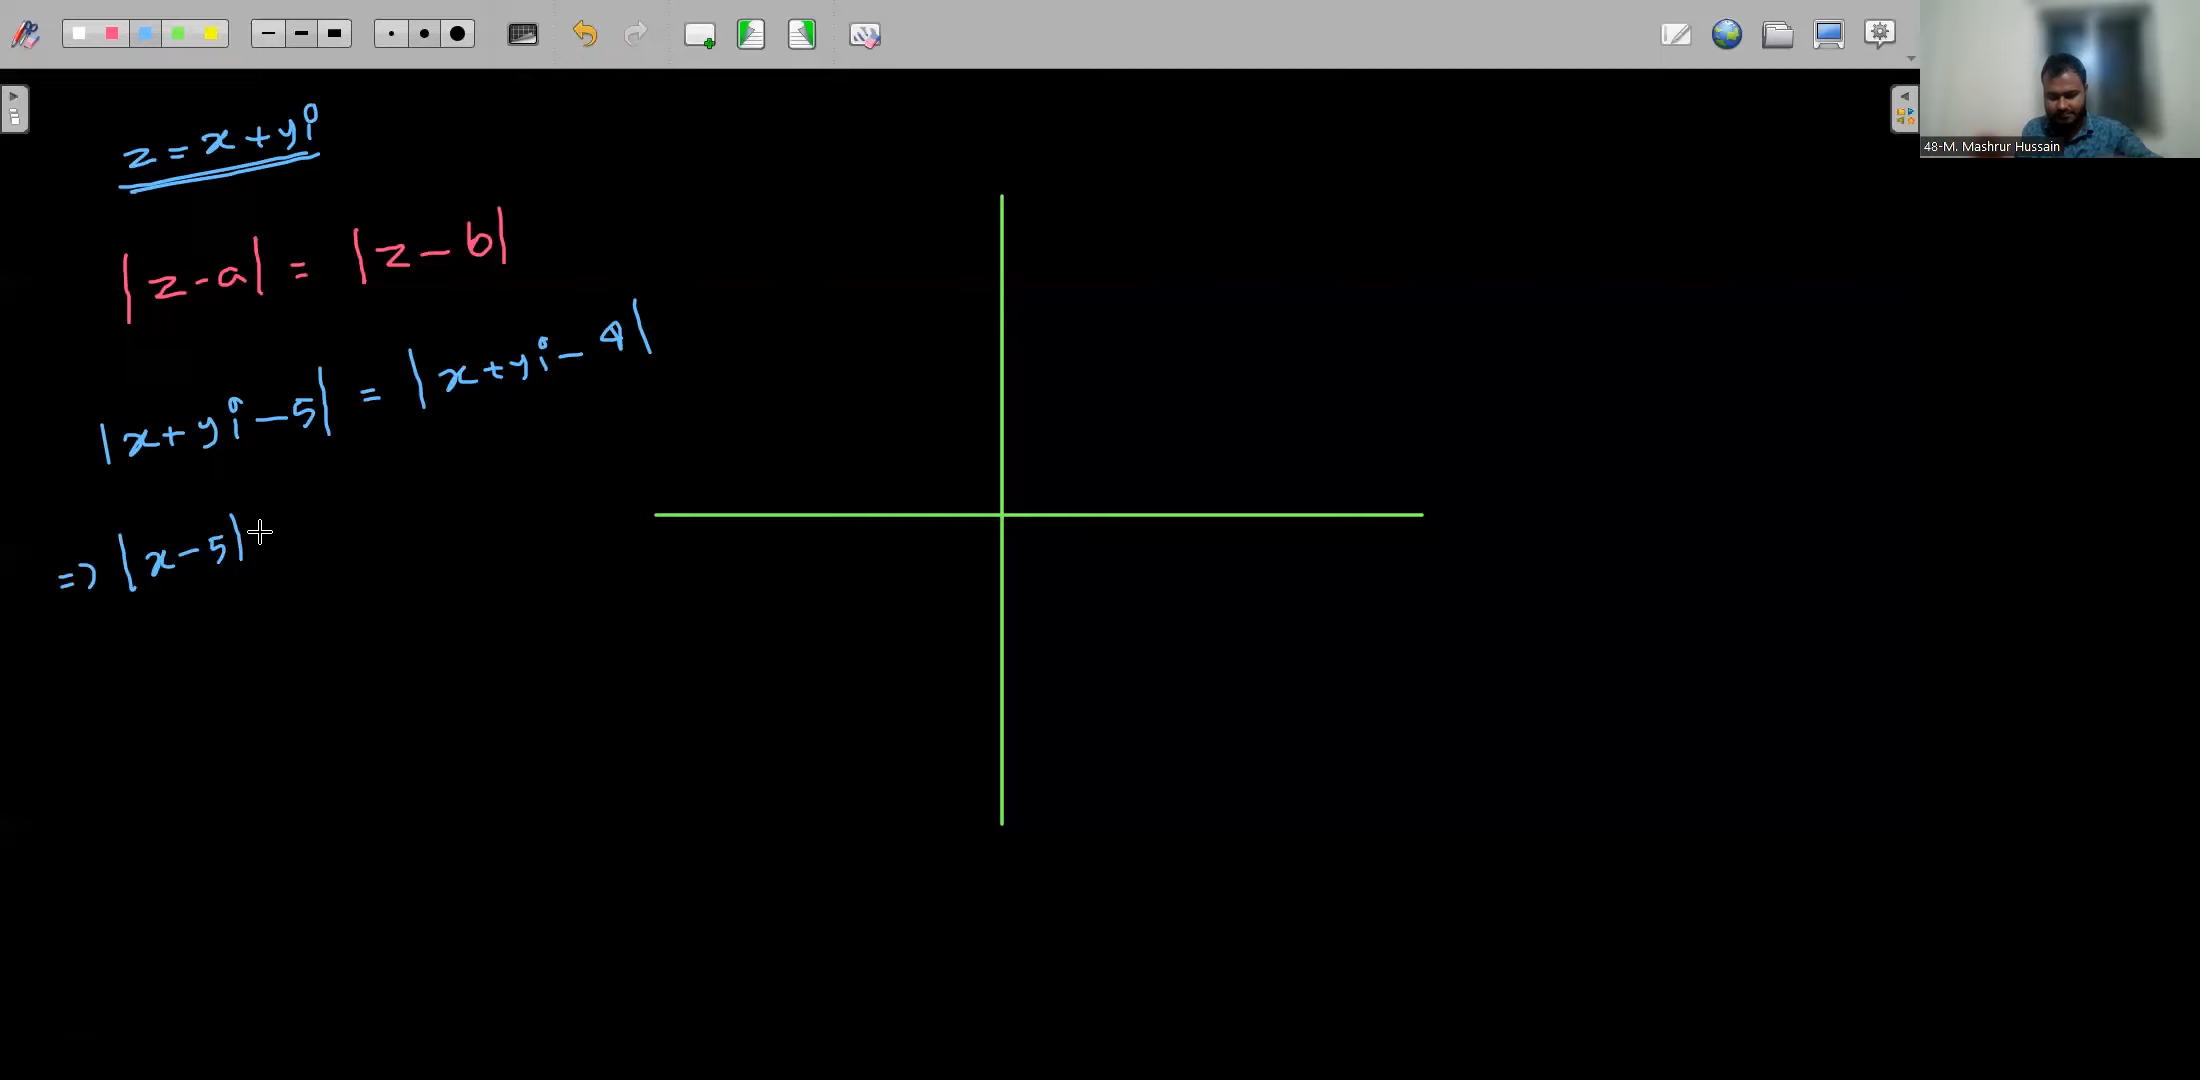 z = x + yi
|z - a| = |z - b|
|x + yi - 5| = |x + yi - 4|
=> |x - 5|
48-M. Mashrur Hussain